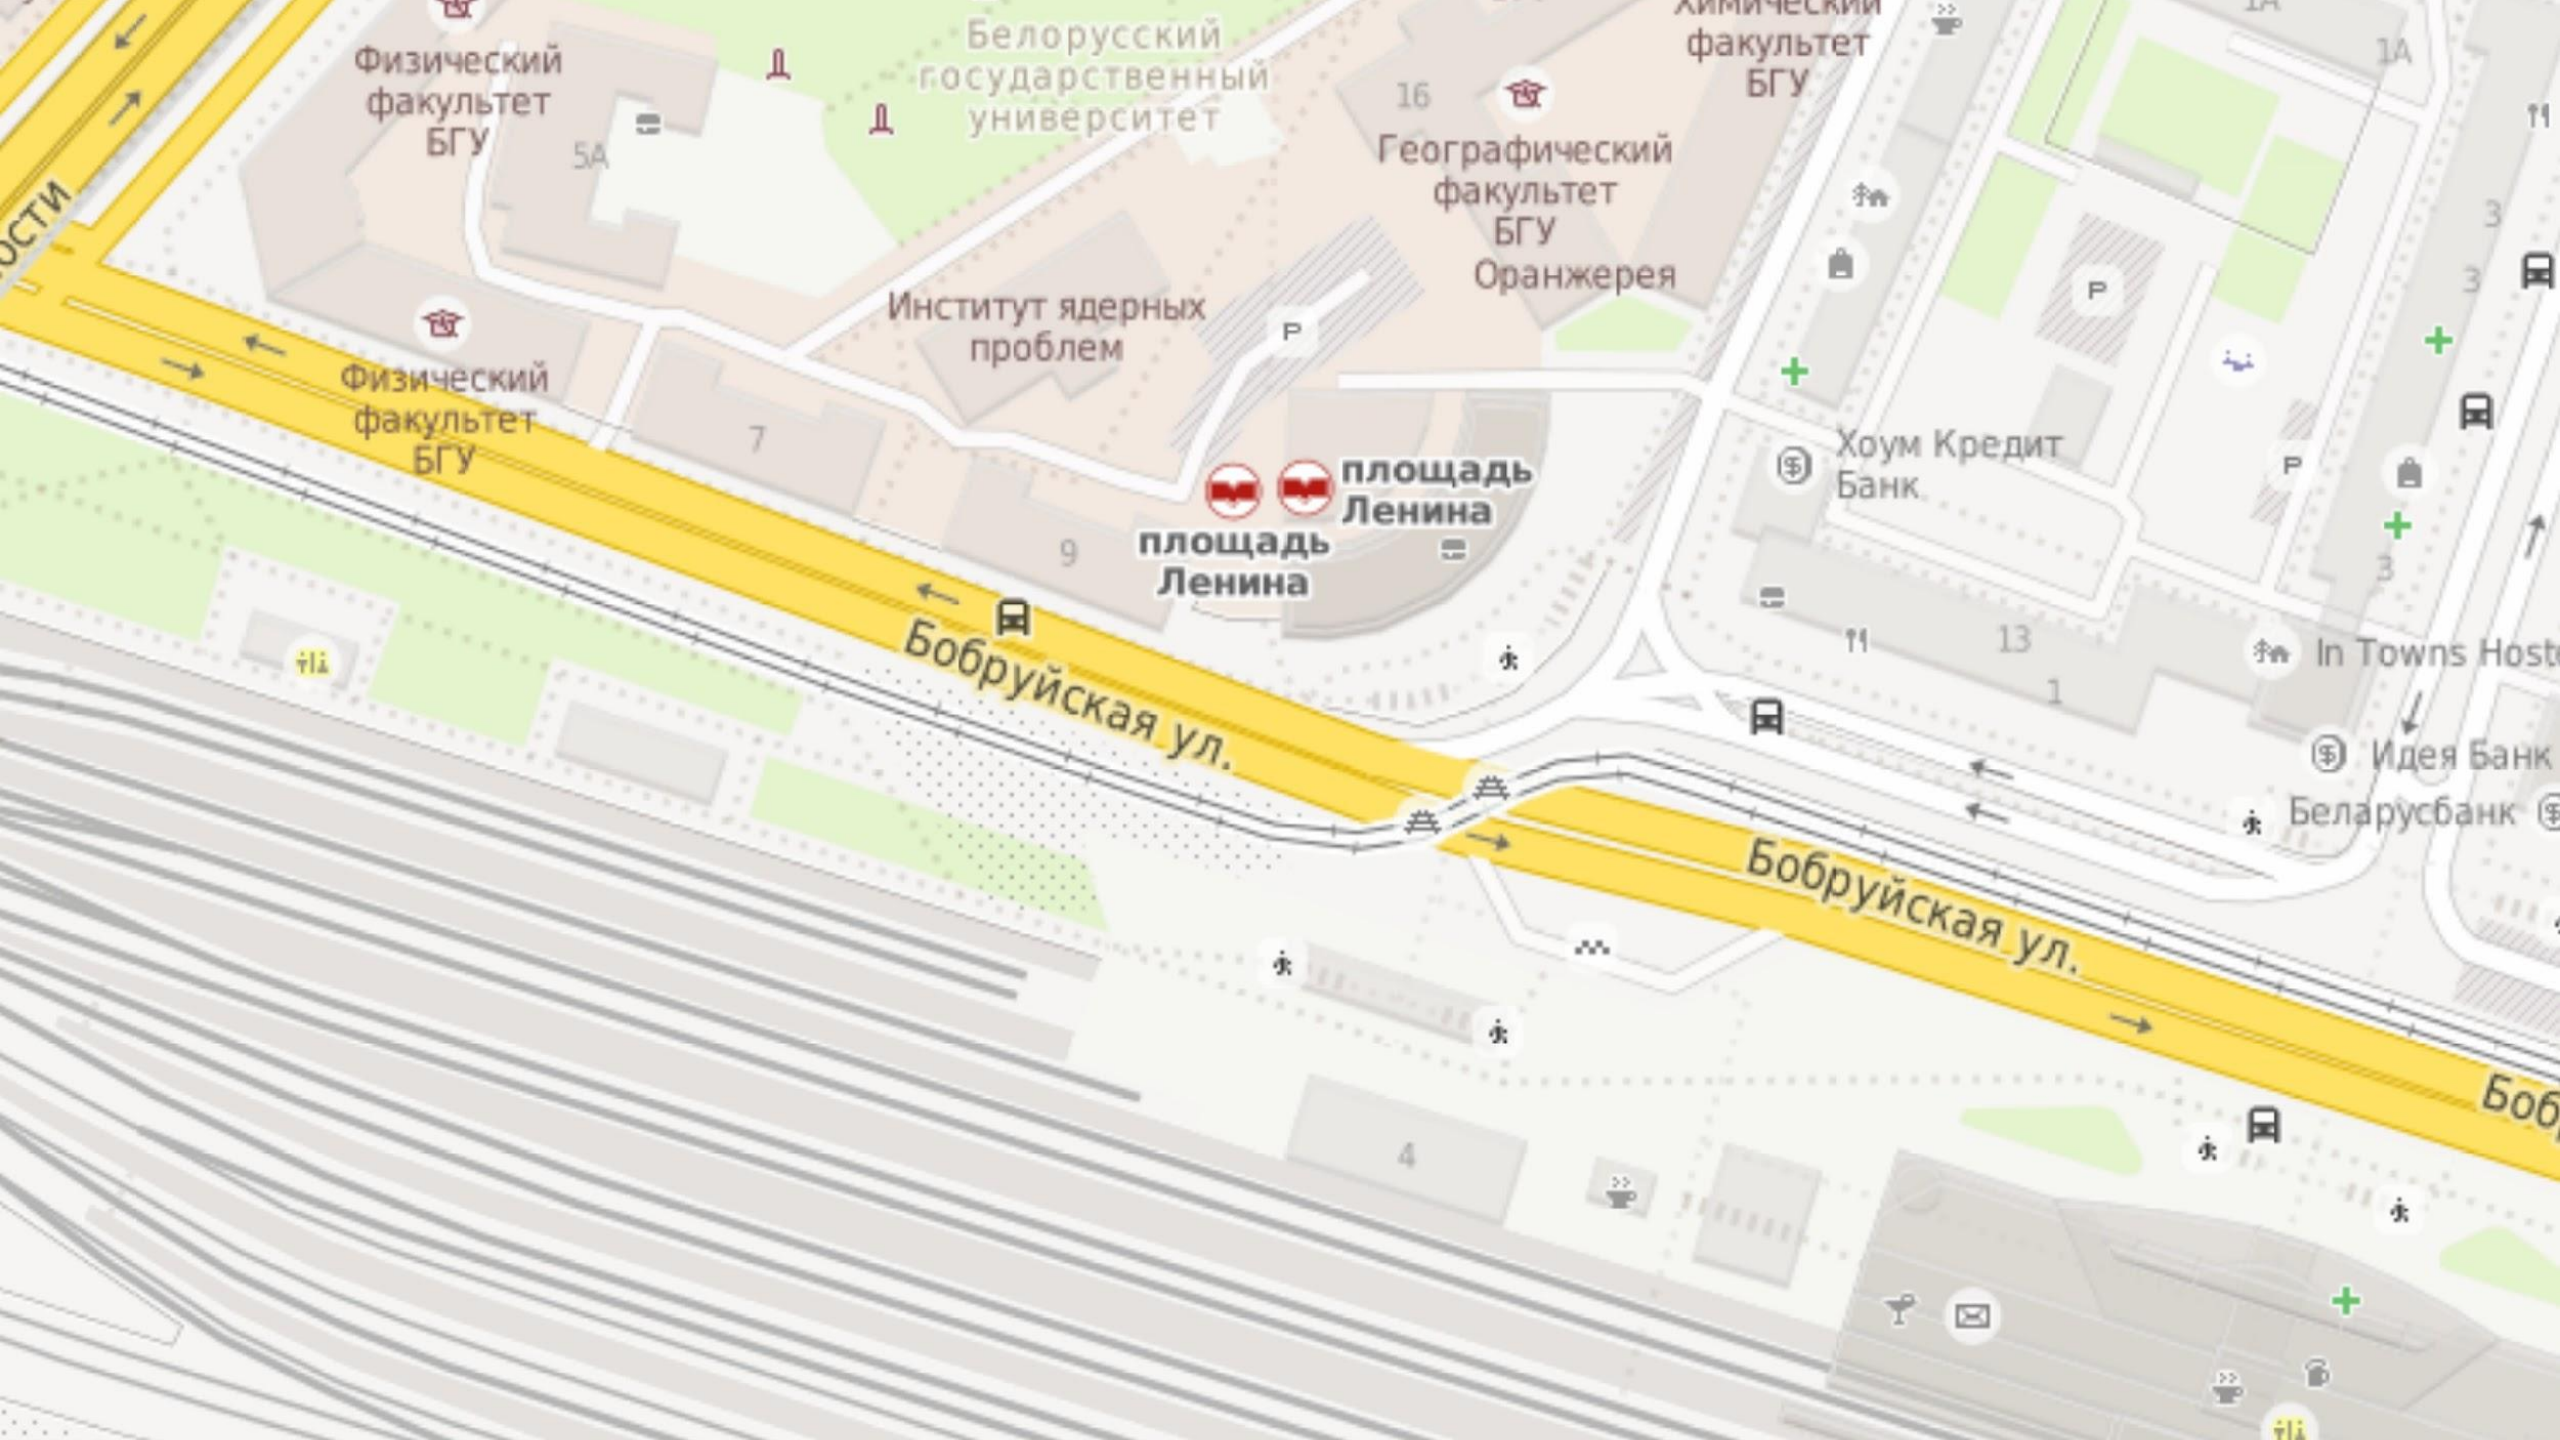 Химический
факультет
БГУ
1А
1А
Белорусский
государственный
университет
Физический
факультет
БГУ
5А
16
Географический
факультет
БГУ
Оранжерея
P
3
3
Институт ядерных
проблем
P
Физический
факультет
БГУ
7
Хоум Кредит
Банк
P
площадь
Ленина
площадь
Ленина
9
3
13
1
In Towns Host
Бобруйская ул.
Идея Банк
Беларусбанк
Бобруйская ул.
Боб
4